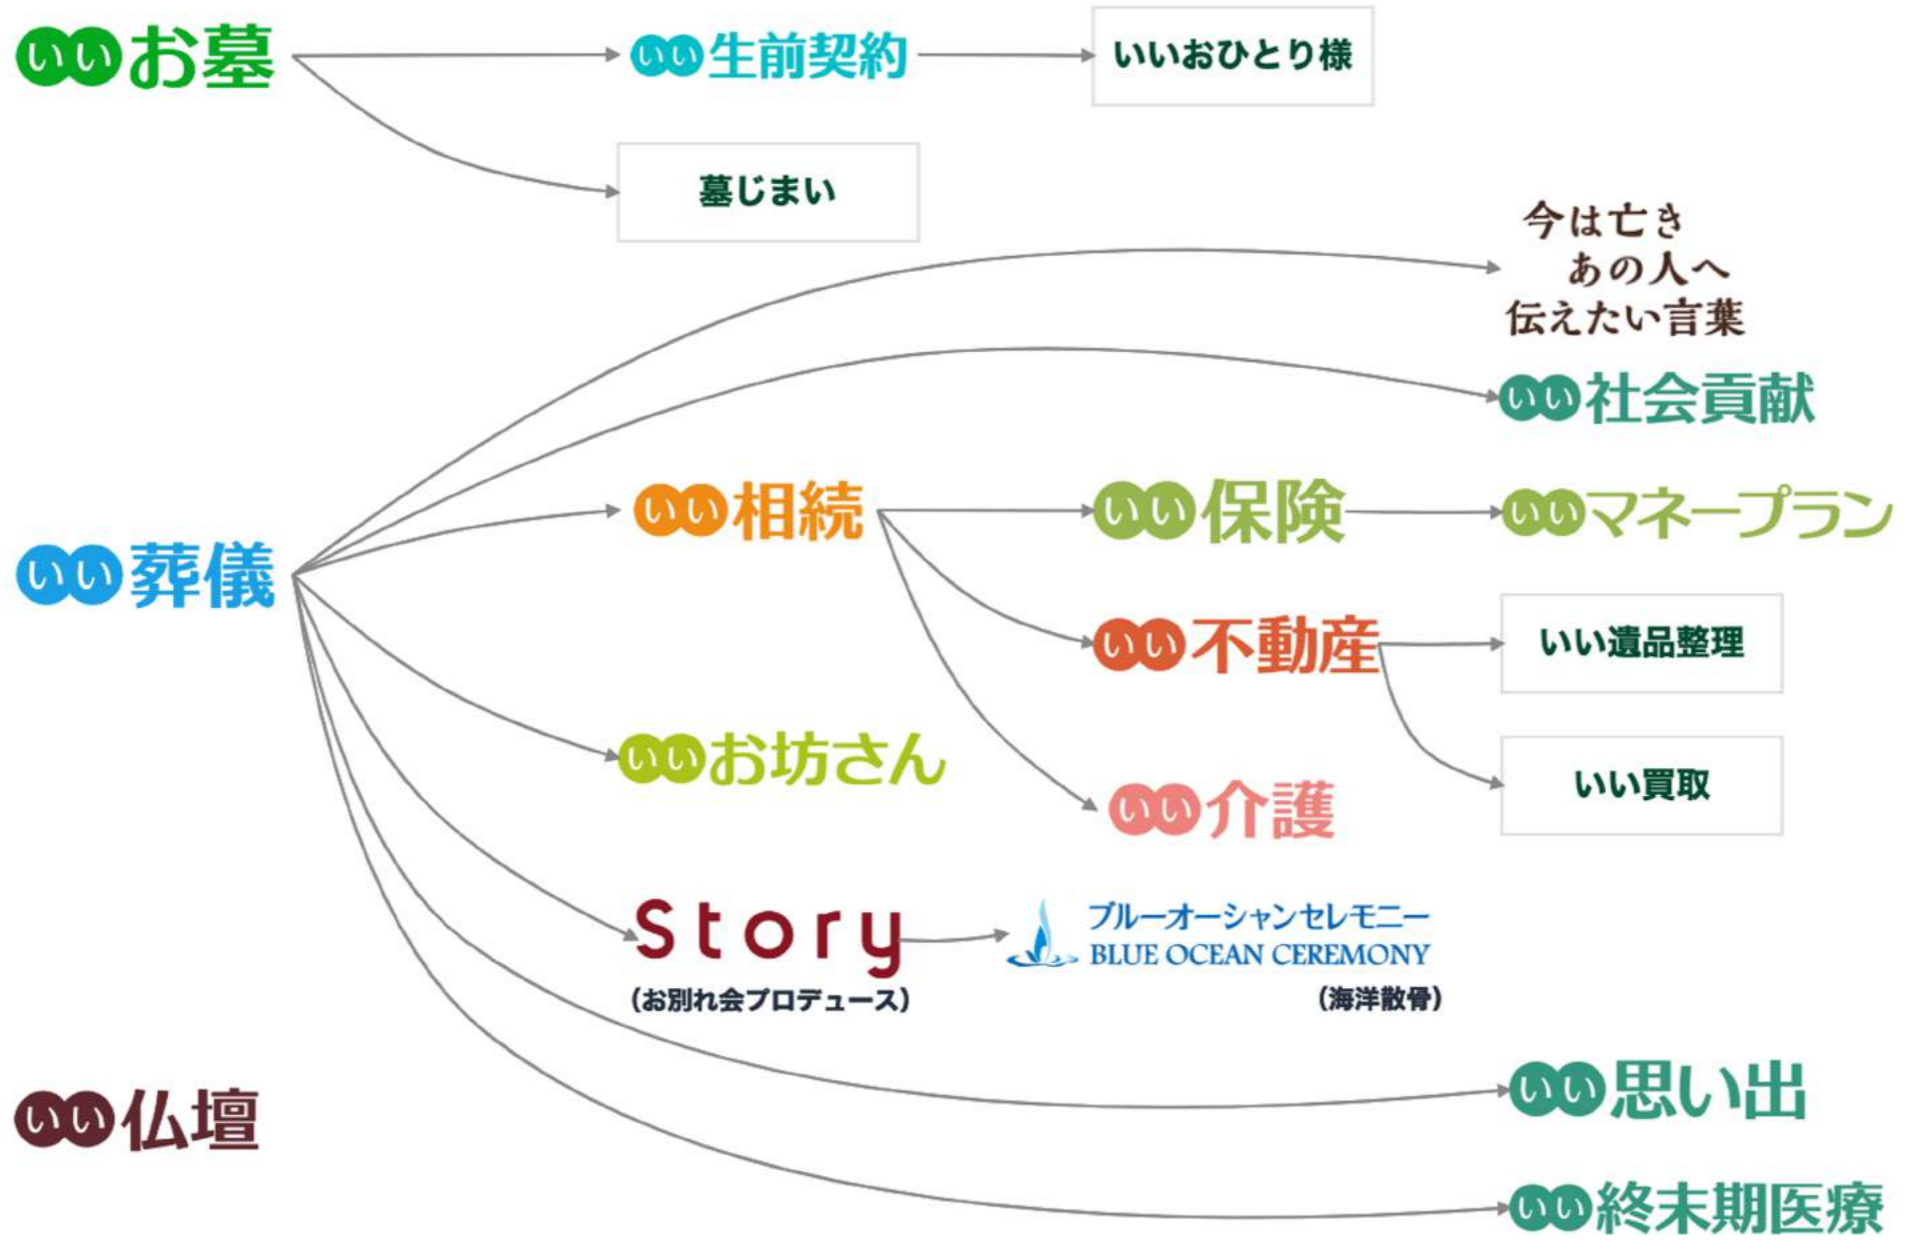 いいお墓
いい生前契約
いいおひとり様
墓じまい
今は亡き
あの人へ
伝えたい言葉
いい社会貢献
いい葬儀
いい相続
いい保険
いいマネープラン
いい不動産
いい遺品整理
いいお坊さん
いい介護
いい買取
Story
(お別れ会プロデュース)
ブルーオーシャンセレモニー
BLUE OCEAN CEREMONY
(海洋散骨)
いい仏壇
いい思い出
いい終末期医療